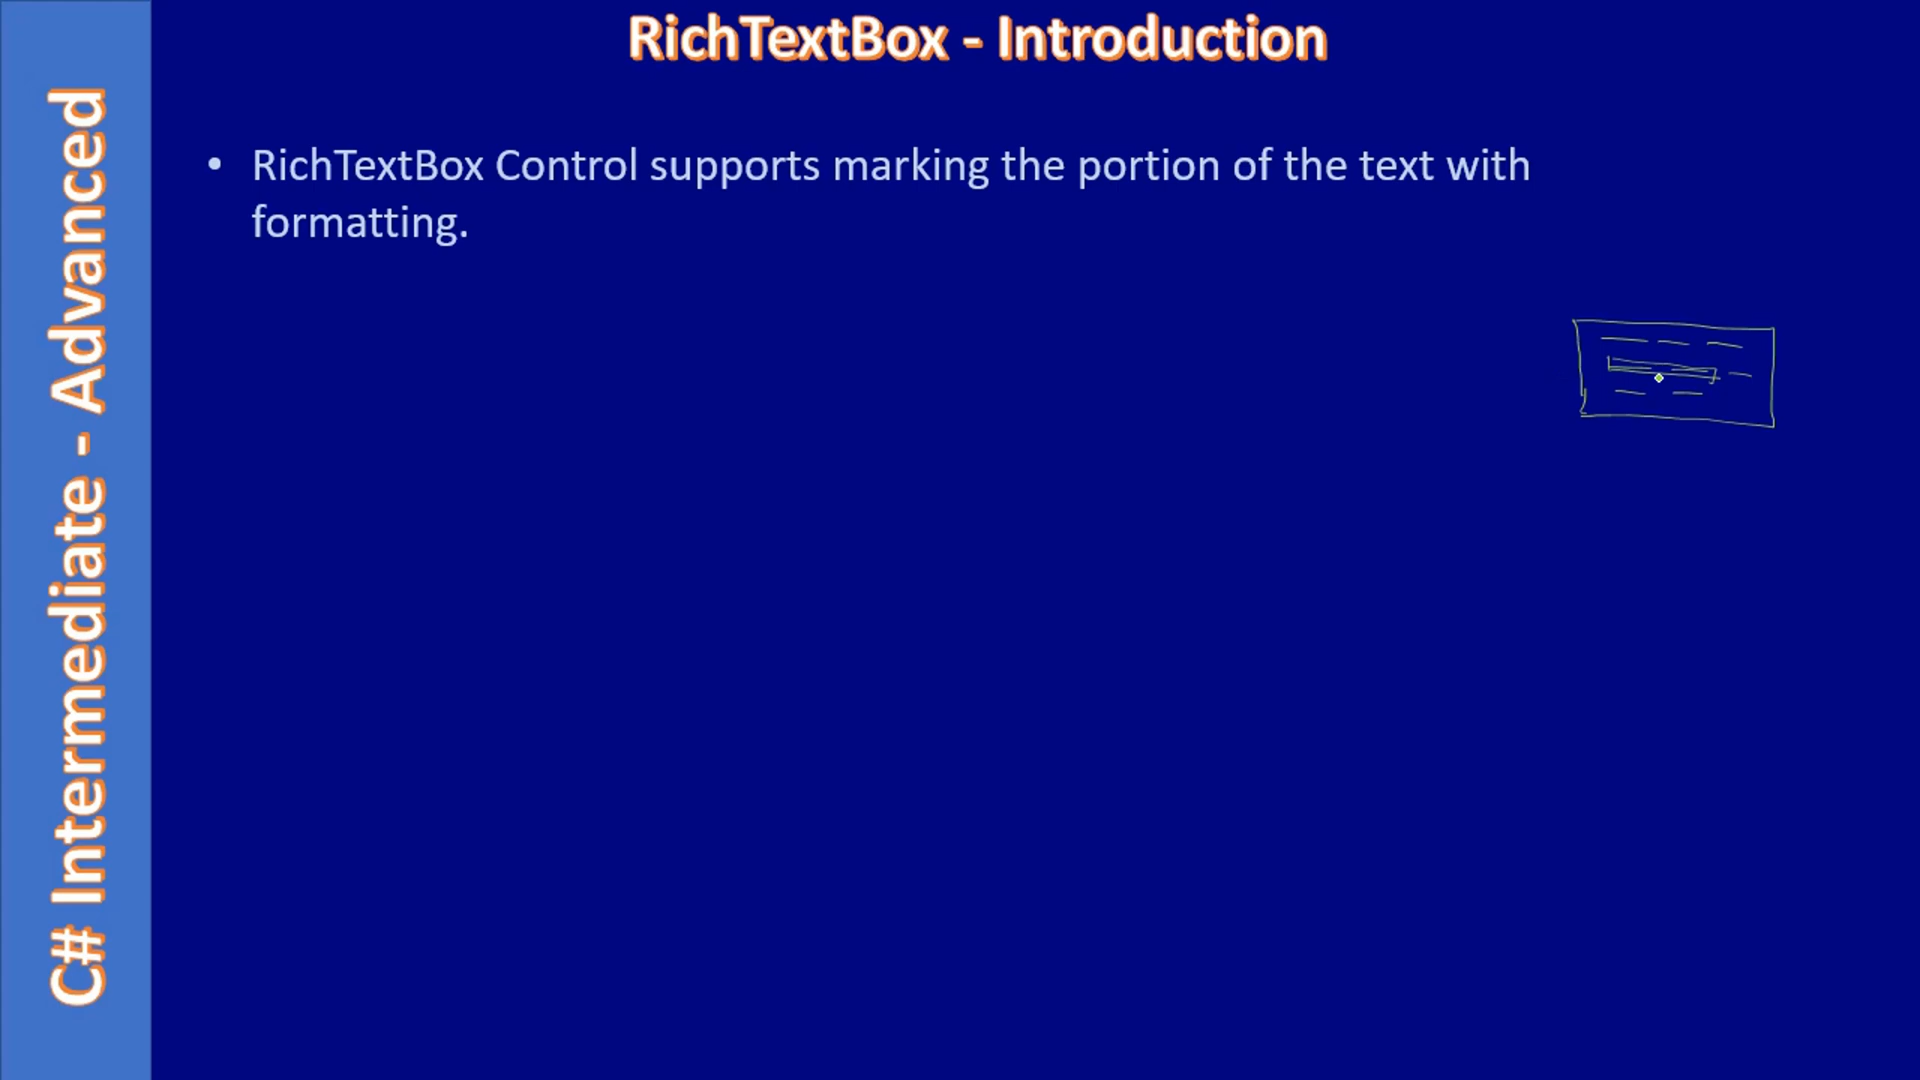 RichTextBox - Introduction
C# Intermediate - Advanced
• RichTextBox Control supports marking the portion of the text with
formatting.